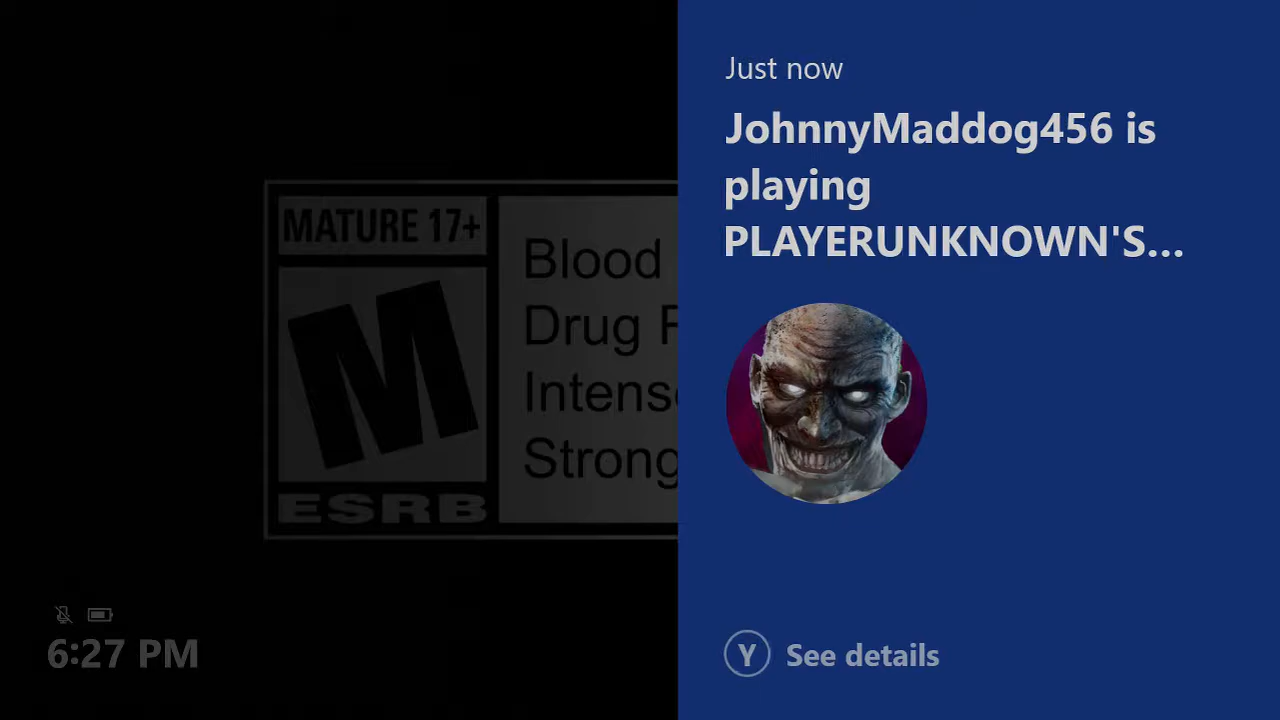 MATURE 17+
M
ESRB
Blood
Drug
Intense
Strong
6:27 PM
Just now
JohnnyMaddog456 is
playing
PLAYERUNKNOWN'S...
Y See details